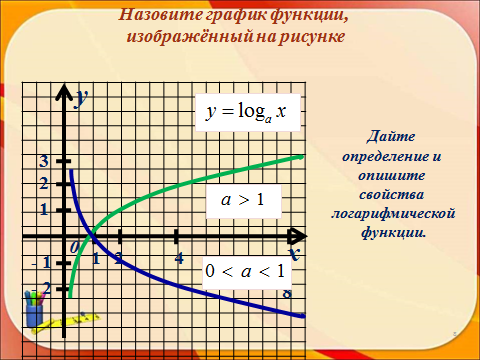 Назовите график функции,
изображённый на рисунке
y
y = logₐ x
3
2
1
a > 1
0
1 2 4 8
x
- 1
- 2
0 < a < 1
Дайте
определение и
опишите
свойства
логарифмической
функции.